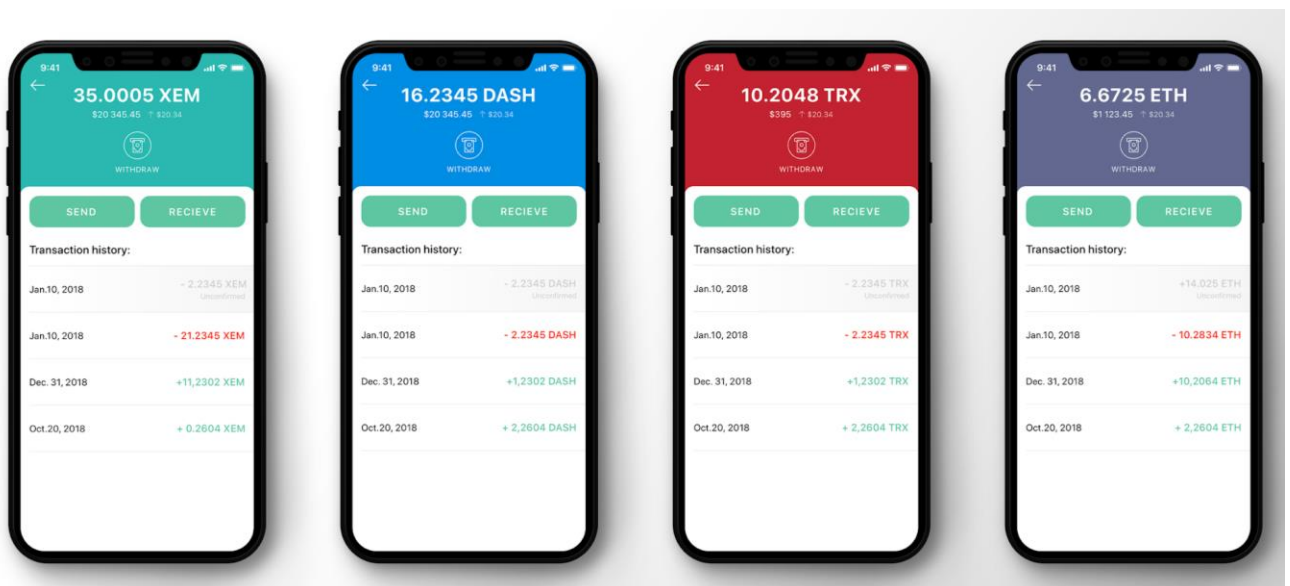 9:41
35.0005 XEM
$20 345.45 ↑ $20.34
WITHDRAW
SEND RECIEVE
Transaction history:
Jan.10, 2018 - 2.2345 XEM
Unconfirmed
Jan.10, 2018 - 21.2345 XEM
Dec. 31, 2018 +11,2302 XEM
Oct.20, 2018 + 0.2604 XEM
9:41
16.2345 DASH
$20 345.45 ↑ $20.34
WITHDRAW
SEND RECIEVE
Transaction history:
Jan.10, 2018 - 2.2345 DASH
Unconfirmed
Jan.10, 2018 - 2.2345 DASH
Dec. 31, 2018 +1,2302 DASH
Oct.20, 2018 + 2,2604 DASH
9:41
10.2048 TRX
$395 ↑ $20.34
WITHDRAW
SEND RECIEVE
Transaction history:
Jan.10, 2018 - 2.2345 TRX
Unconfirmed
Jan.10, 2018 - 2.2345 TRX
Dec. 31, 2018 +1,2302 TRX
Oct.20, 2018 + 2,2604 TRX
9:41
6.6725 ETH
$1 123.45 ↑ $20.34
WITHDRAW
SEND RECIEVE
Transaction history:
Jan.10, 2018 +14.025 ETH
Unconfirmed
Jan.10, 2018 - 10.2834 ETH
Dec. 31, 2018 +10,2064 ETH
Oct.20, 2018 + 2,2604 ETH